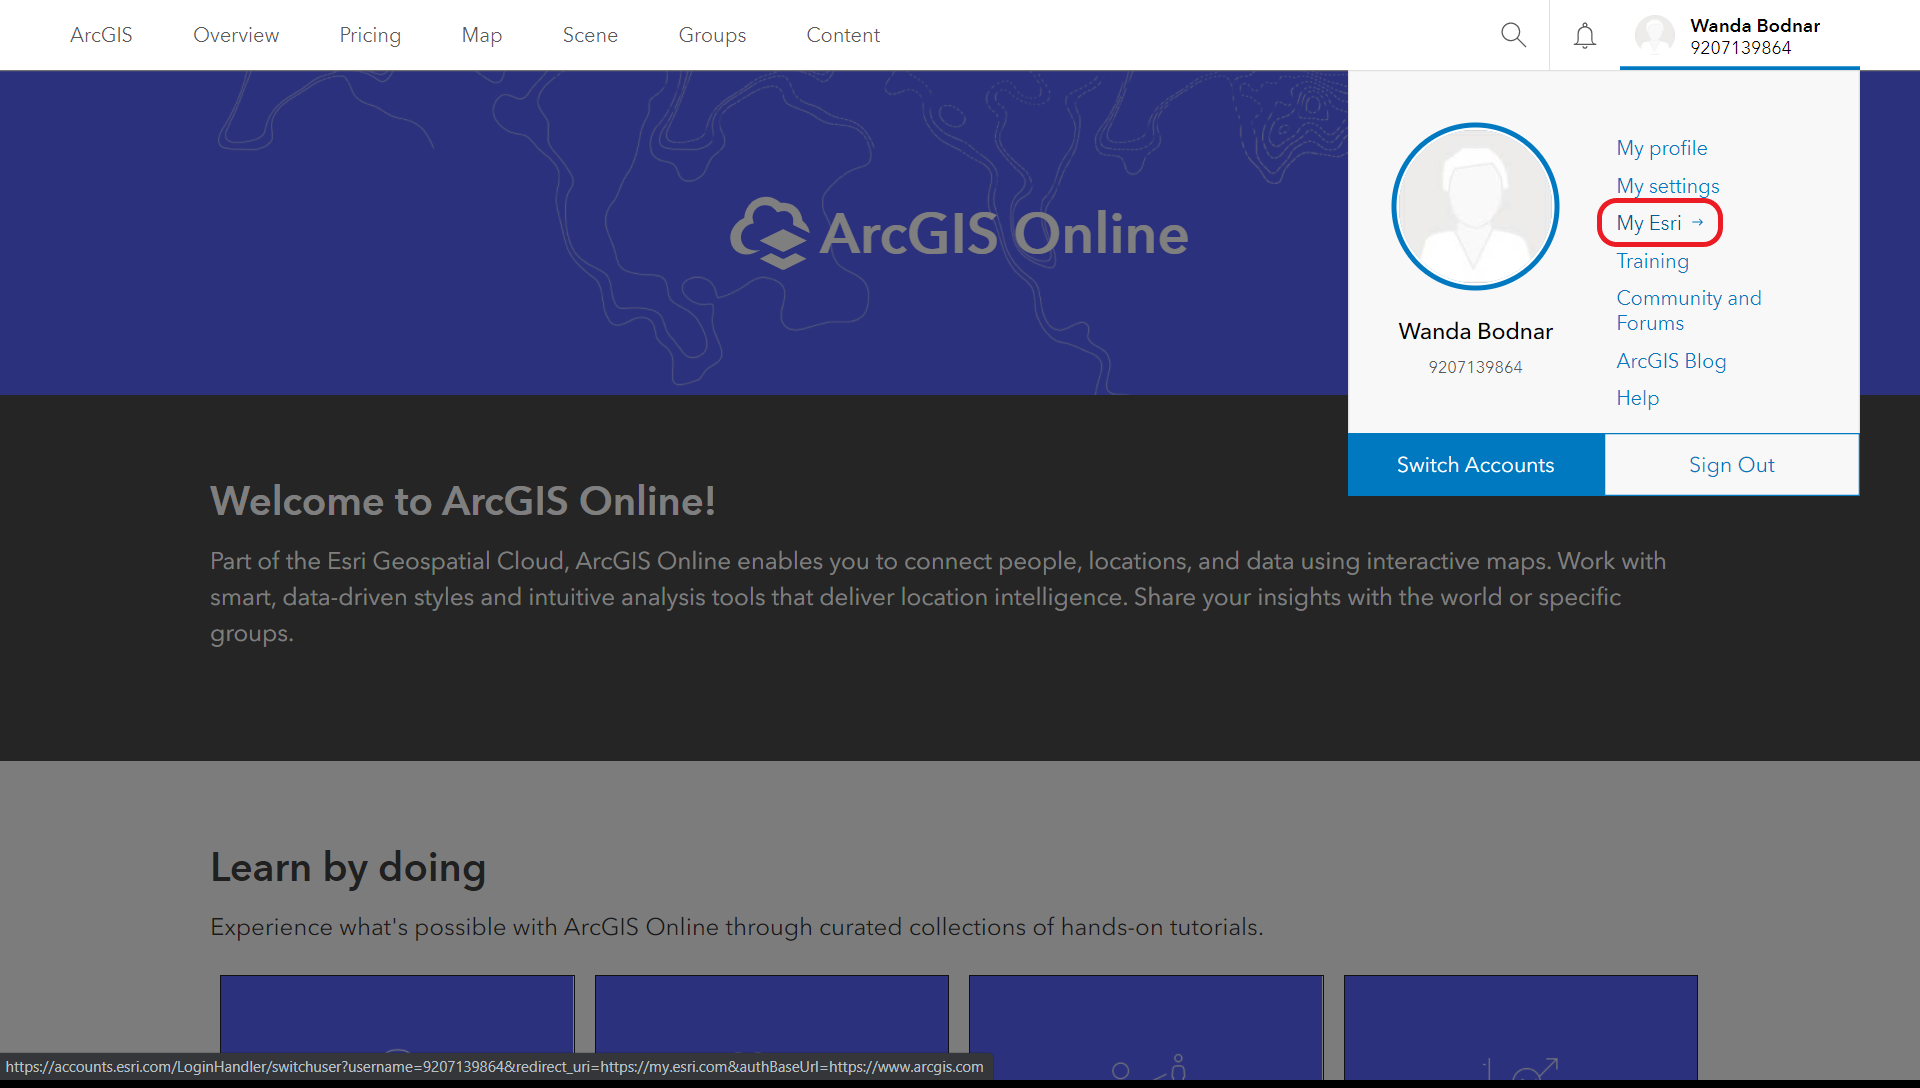 ArcGIS
Overview
Pricing
Map
Scene
Groups
Content
Wanda Bodnar
9207139864
ArcGIS Online
Wanda Bodnar
9207139864
My profile
My settings
My Esri →
Training
Community and
Forums
ArcGIS Blog
Help
Switch Accounts
Sign Out
Welcome to ArcGIS Online!
Part of the Esri Geospatial Cloud, ArcGIS Online enables you to connect people, locations, and data using interactive maps. Work with
smart, data-driven styles and intuitive analysis tools that deliver location intelligence. Share your insights with the world or specific
groups.
Learn by doing
Experience what's possible with ArcGIS Online through curated collections of hands-on tutorials.
https://accounts.esri.com/LoginHandler/switchuser?username=9207139864&redirect_uri=https://my.esri.com&authBaseUrl=https://www.arcgis.com